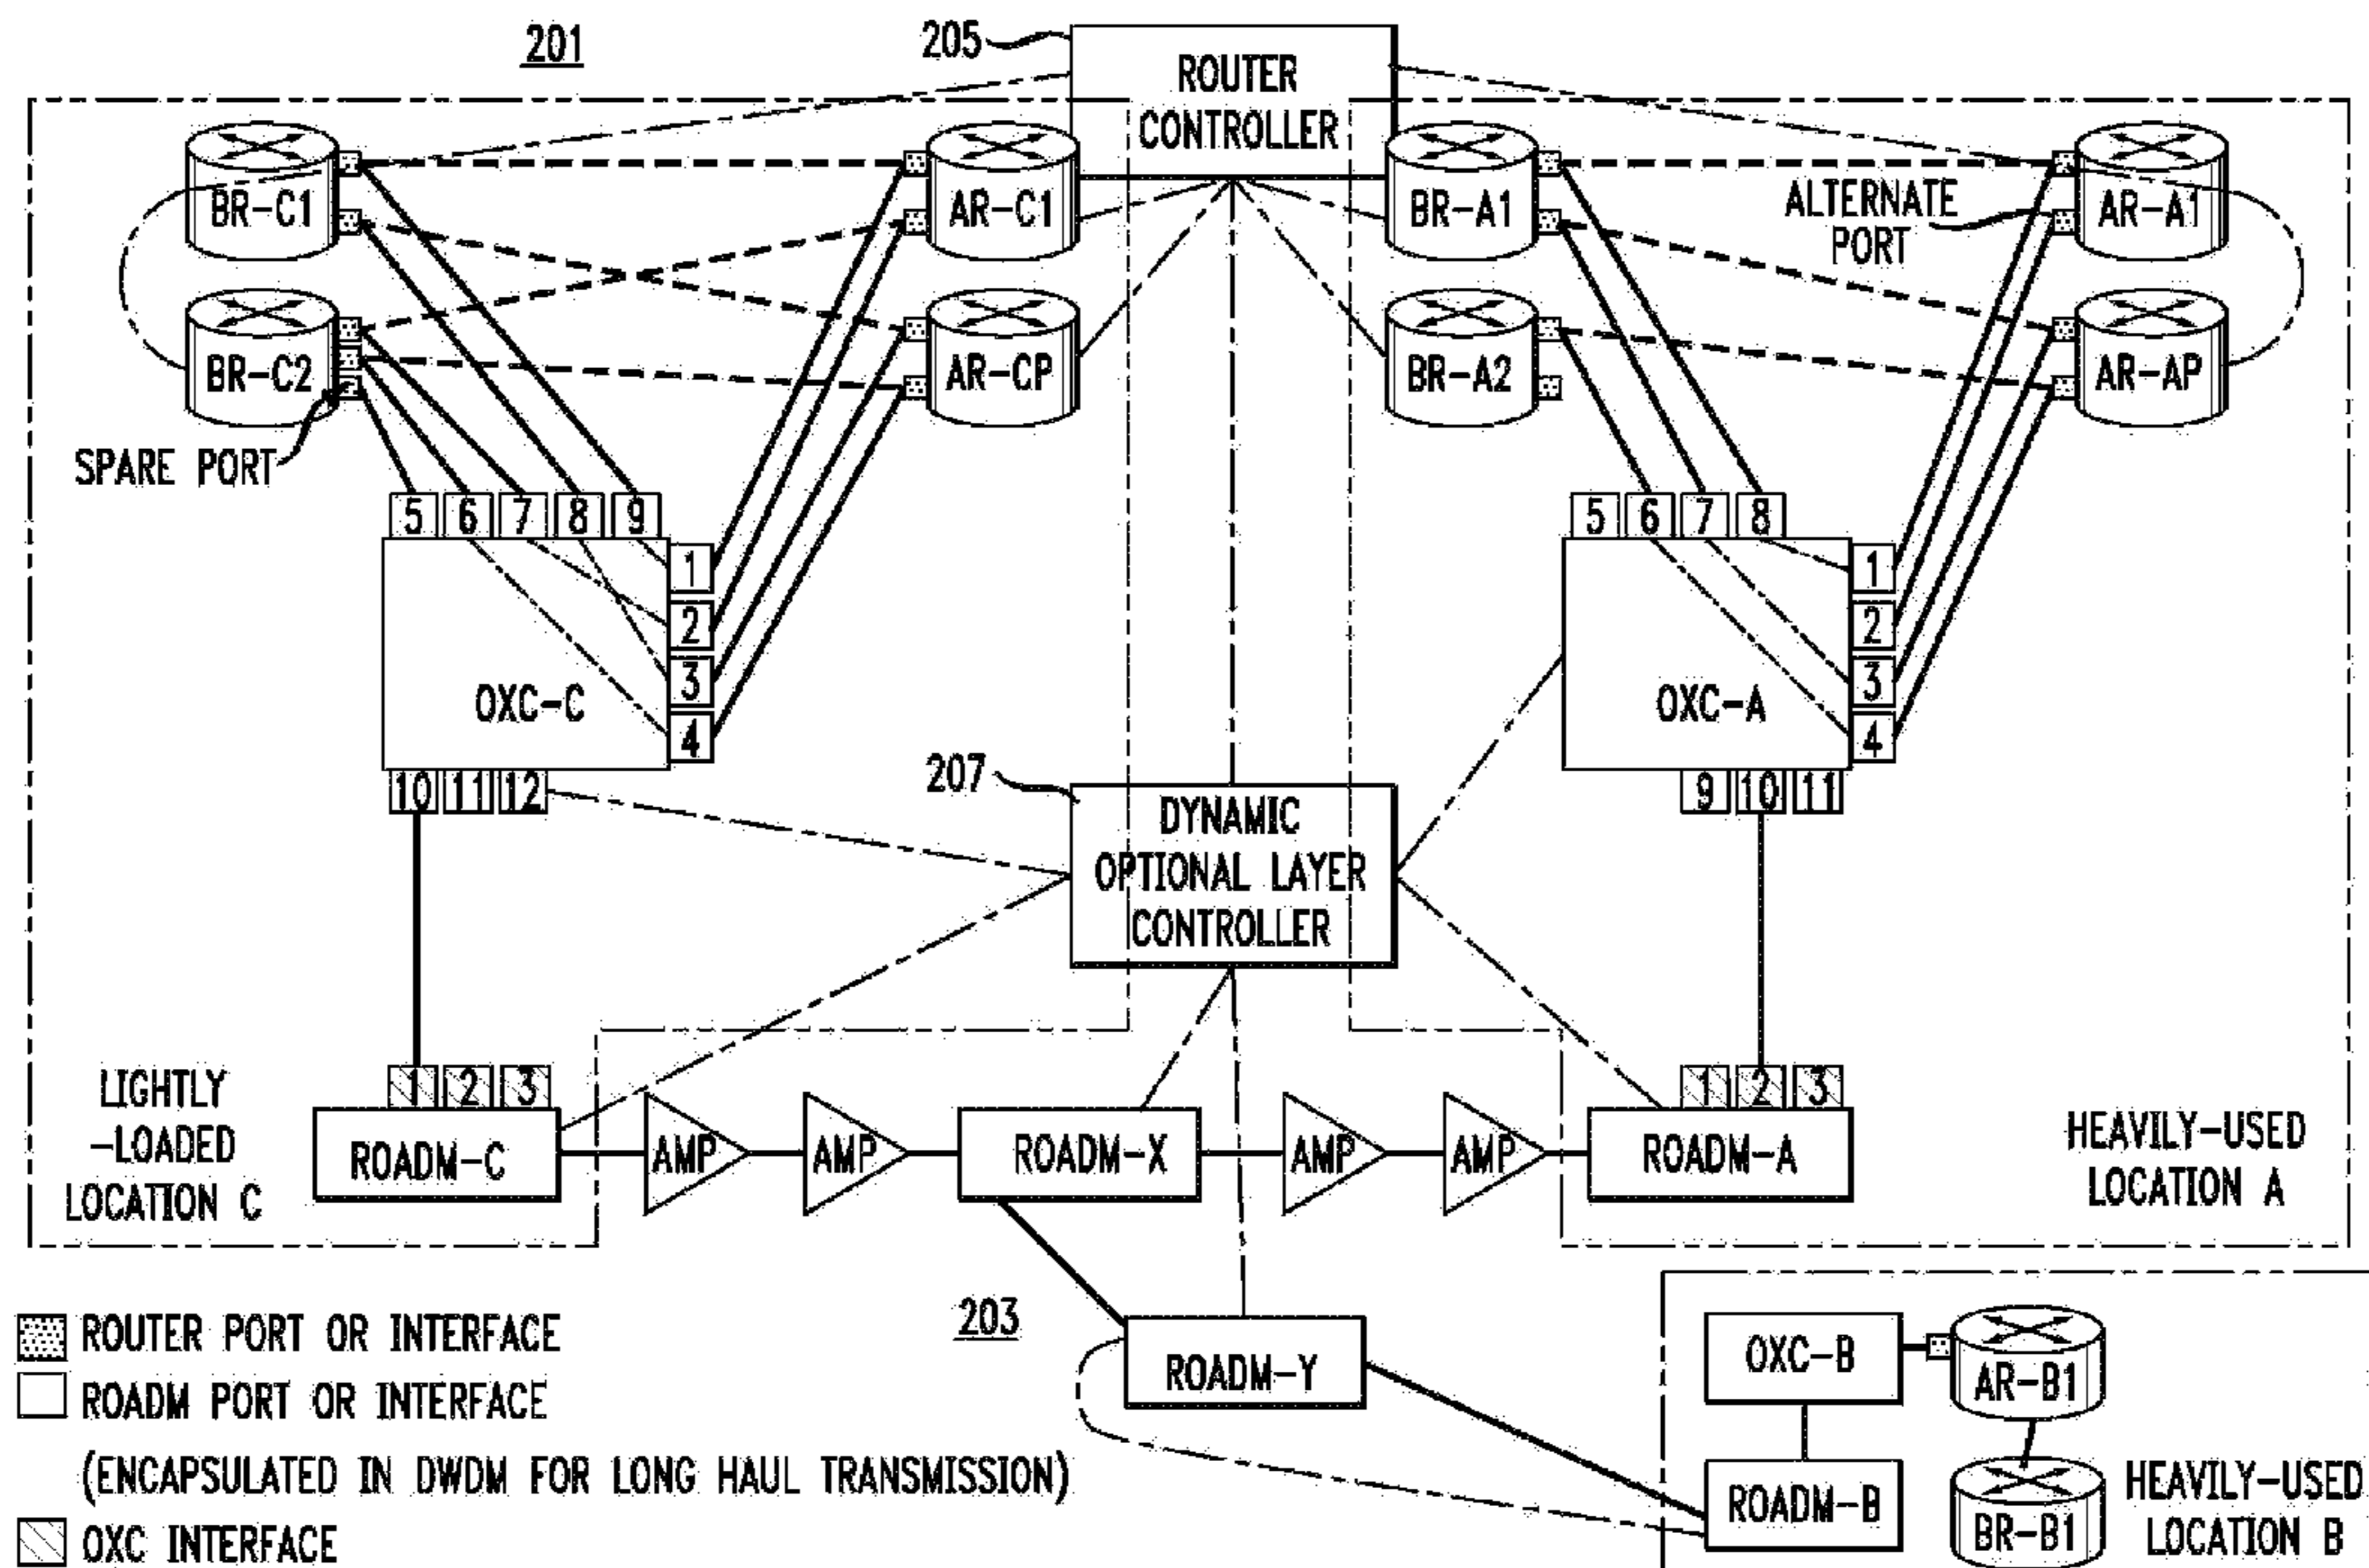 201
205
ROUTER
CONTROLLER
BR-C1
AR-C1
BR-A1
ALTERNATE
PORT
AR-A1
BR-C2
AR-CP
BR-A2
AR-AP
SPARE PORT
5 6 7 8 9
5 6 7 8
1
2
3
4
OXC-C
1
2
3
4
OXC-A
10 11 12
9 10 11
207
DYNAMIC
OPTIONAL LAYER
CONTROLLER
LIGHTLY
-LOADED
LOCATION C
1 2 3
ROADM-C
AMP
AMP
ROADM-X
AMP
AMP
1 2 3
ROADM-A
HEAVILY-USED
LOCATION A
203
ROADM-Y
OXC-B
AR-B1
ROADM-B
BR-B1
HEAVILY-USED
LOCATION B
ROUTER PORT OR INTERFACE
ROADM PORT OR INTERFACE
(ENCAPSULATED IN DWDM FOR LONG HAUL TRANSMISSION)
OXC INTERFACE